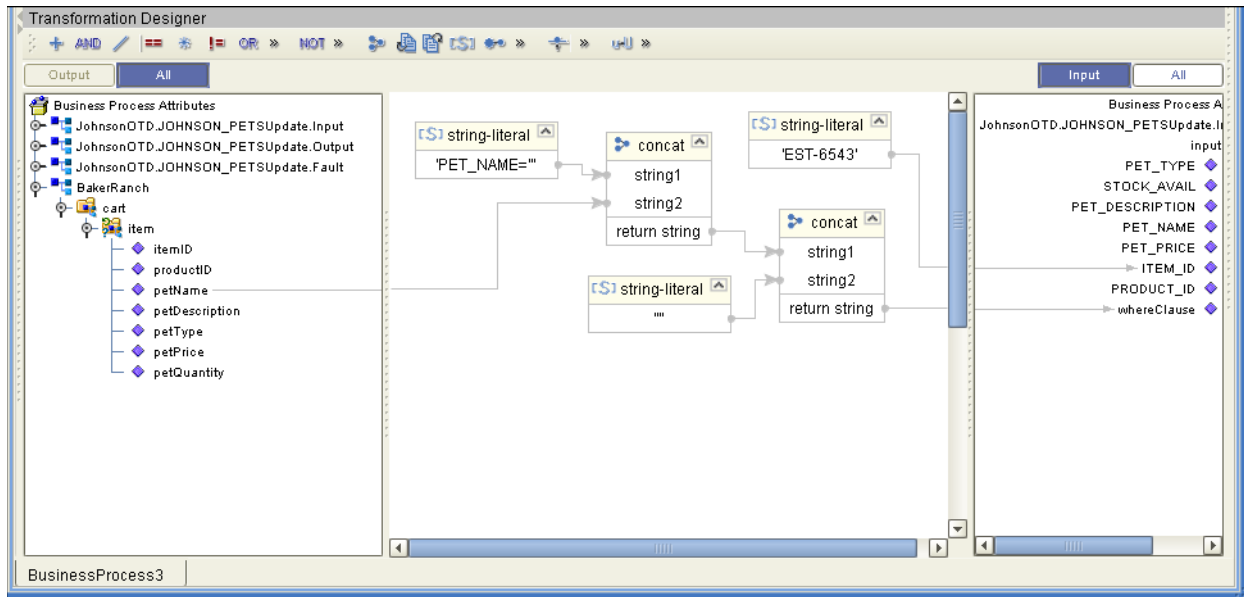 Transformation Designer
AND == != OR » NOT » [S] » » »
Output All Input All
Business Process Attributes
JohnsonOTD.JOHNSON_PETSUpdate.Input
JohnsonOTD.JOHNSON_PETSUpdate.Output
JohnsonOTD.JOHNSON_PETSUpdate.Fault
BakerRanch
cart
item
itemID
productID
petName
petDescription
petType
petPrice
petQuantity
[S] string-literal
'PET_NAME='"
concat
string1
string2
return string
[S] string-literal
'EST-6543'
concat
string1
string2
return string
[S] string-literal
""
Business Process A
JohnsonOTD.JOHNSON_PETSUpdate.I
input
PET_TYPE
STOCK_AVAIL
PET_DESCRIPTION
PET_NAME
PET_PRICE
ITEM_ID
PRODUCT_ID
whereClause
BusinessProcess3